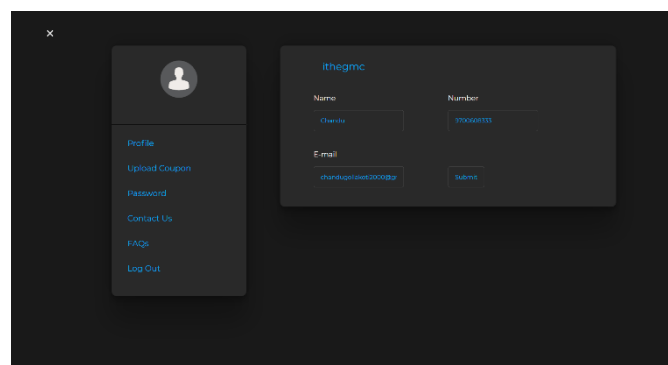 ×
Profile
Upload Coupon
Password
Contact Us
FAQs
Log Out
ithegmc
Name Number
Chandu
E-mail
Submit